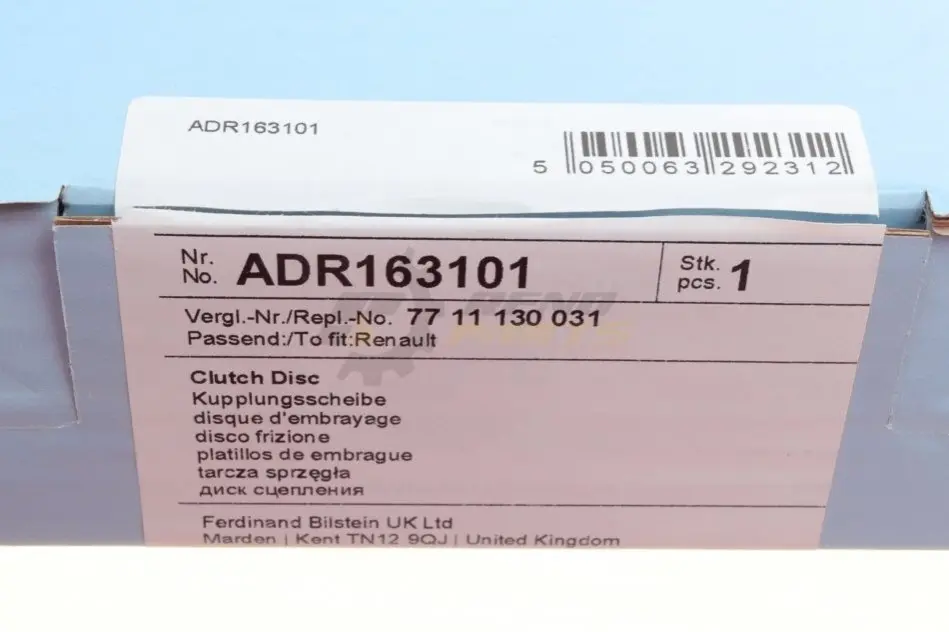 ADR163101
5 050063 292312
Nr.
No. ADR163101
Stk.
pcs. 1
Vergl.-Nr./Repl.-No. 77 11 130 031
Passend:/To fit:Renault
Clutch Disc
Kupplungsscheibe
disque d'embrayage
disco frizione
platillos de embrague
tarcza sprzęgła
диск сцепления
Ferdinand Bilstein UK Ltd
Marden | Kent TN12 9QJ | United Kingdom